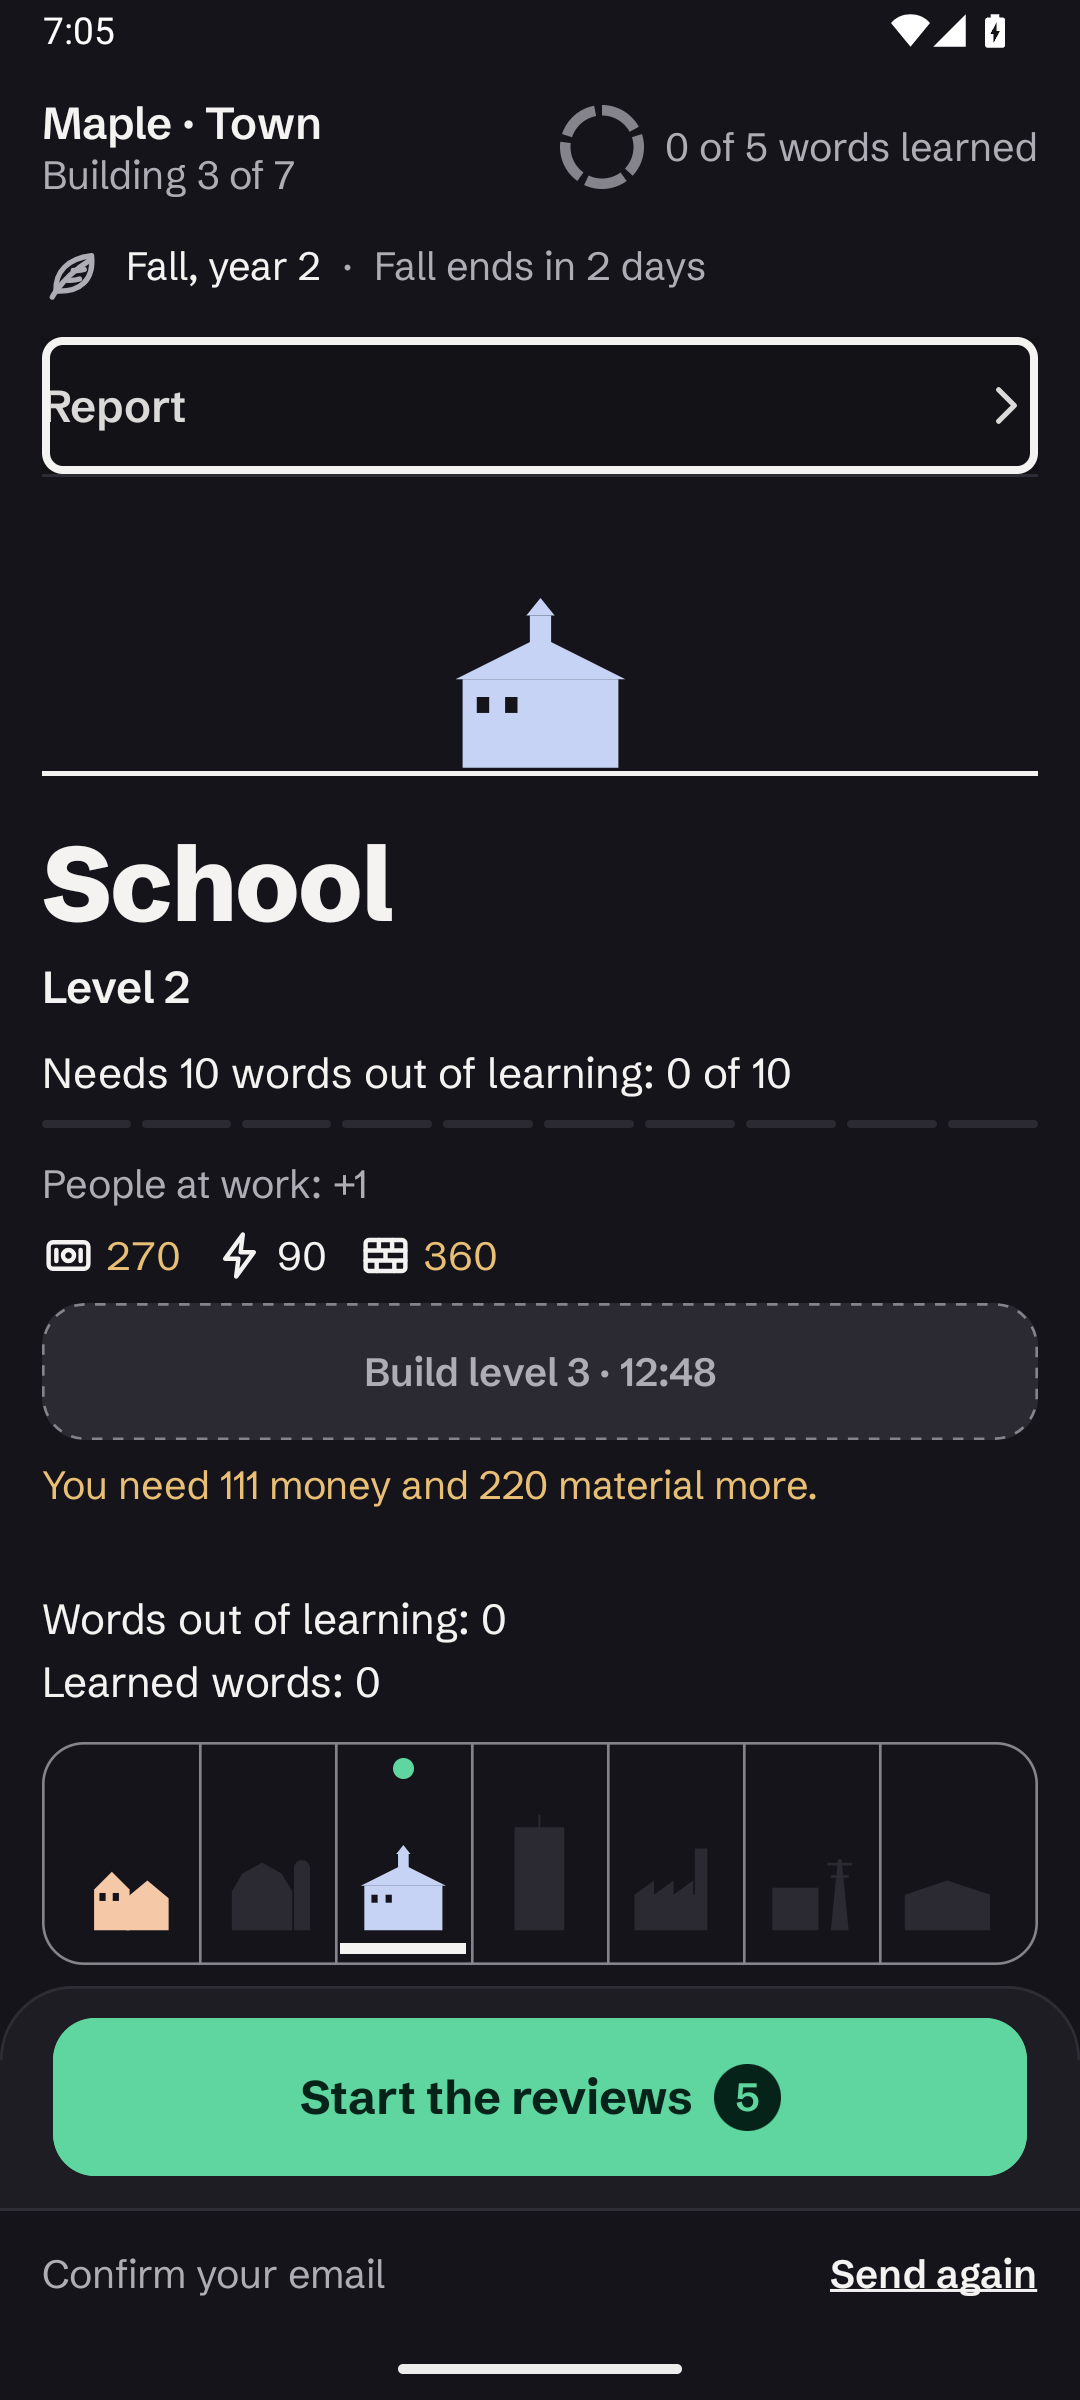 7:05
Maple · Town
Building 3 of 7
0 of 5 words learned
Fall, year 2 · Fall ends in 2 days
Report
School
Level 2
Needs 10 words out of learning: 0 of 10
People at work: +1
270 90 360
Build level 3 · 12:48
You need 111 money and 220 material more.
Words out of learning: 0
Learned words: 0
Start the reviews 5
Confirm your email
Send again